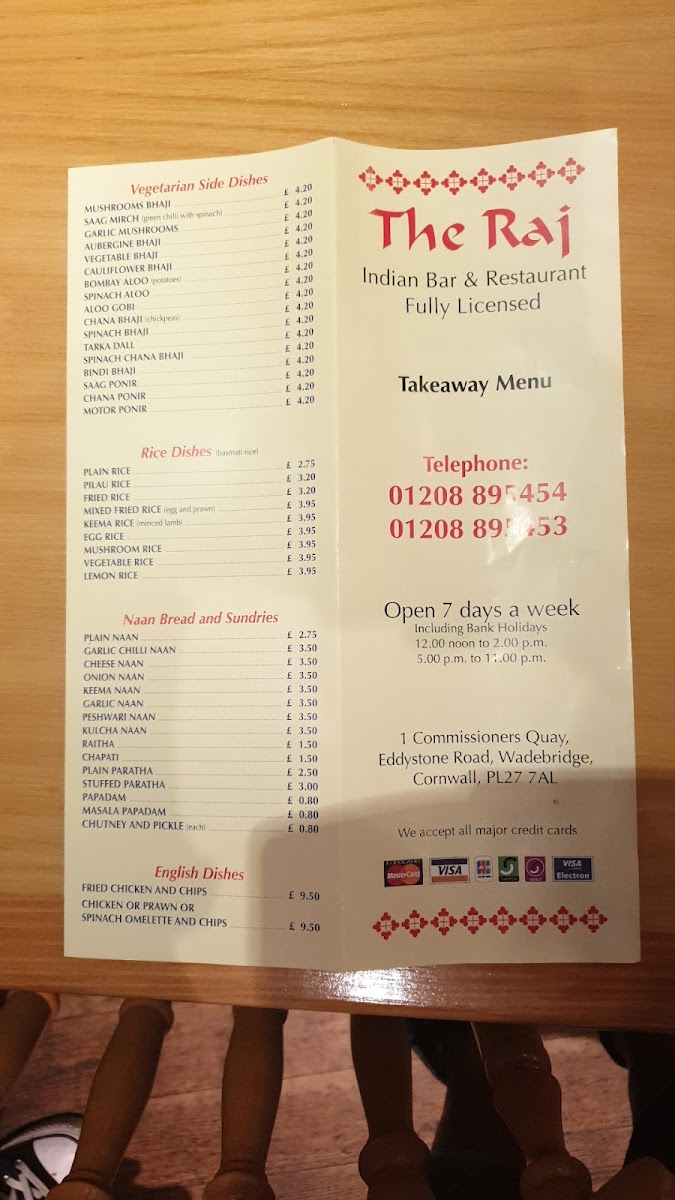 Vegetarian Side Dishes
MUSHROOMS BHAJI £ 4.20
SAAG MIRCH (green chilli with spinach) £ 4.20
GARLIC MUSHROOMS £ 4.20
AUBERGINE BHAJI £ 4.20
VEGETABLE BHAJI £ 4.20
CAULIFLOWER BHAJI £ 4.20
BOMBAY ALOO (potatoes) £ 4.20
SPINACH ALOO £ 4.20
ALOO GOBI £ 4.20
CHANA BHAJI (chickpeas) £ 4.20
SPINACH BHAJI £ 4.20
TARKA DALL £ 4.20
SPINACH CHANA BHAJI £ 4.20
BINDI BHAJI £ 4.20
SAAG PONIR £ 4.20
CHANA PONIR £ 4.20
MOTOR PONIR £ 4.20
Rice Dishes (basmati rice)
PLAIN RICE £ 2.75
PILAU RICE £ 3.20
FRIED RICE £ 3.20
MIXED FRIED RICE (egg and prawn) £ 3.95
KEEMA RICE (minced lamb) £ 3.95
EGG RICE £ 3.95
MUSHROOM RICE £ 3.95
VEGETABLE RICE £ 3.95
LEMON RICE £ 3.95
Naan Bread and Sundries
PLAIN NAAN £ 2.75
GARLIC CHILLI NAAN £ 3.50
CHEESE NAAN £ 3.50
ONION NAAN £ 3.50
KEEMA NAAN £ 3.50
GARLIC NAAN £ 3.50
PESHWARI NAAN £ 3.50
KULCHA NAAN £ 3.50
RAITHA £ 1.50
CHAPATI £ 1.50
PLAIN PARATHA £ 2.50
STUFFED PARATHA £ 3.00
PAPADAM £ 0.80
MASALA PAPADAM £ 0.80
CHUTNEY AND PICKLE (each) £ 0.80
English Dishes
FRIED CHICKEN AND CHIPS £ 9.50
CHICKEN OR PRAWN OR
SPINACH OMELETTE AND CHIPS £ 9.50
The Raj
Indian Bar & Restaurant
Fully Licensed
Takeaway Menu
Telephone:
01208 895454
01208 895453
Open 7 days a week
Including Bank Holidays
12.00 noon to 2.00 p.m.
5.00 p.m. to 11.00 p.m.
1 Commissioners Quay,
Eddystone Road, Wadebridge,
Cornwall, PL27 7AL
We accept all major credit cards
MasterCard VISA JCB VISA
Electron